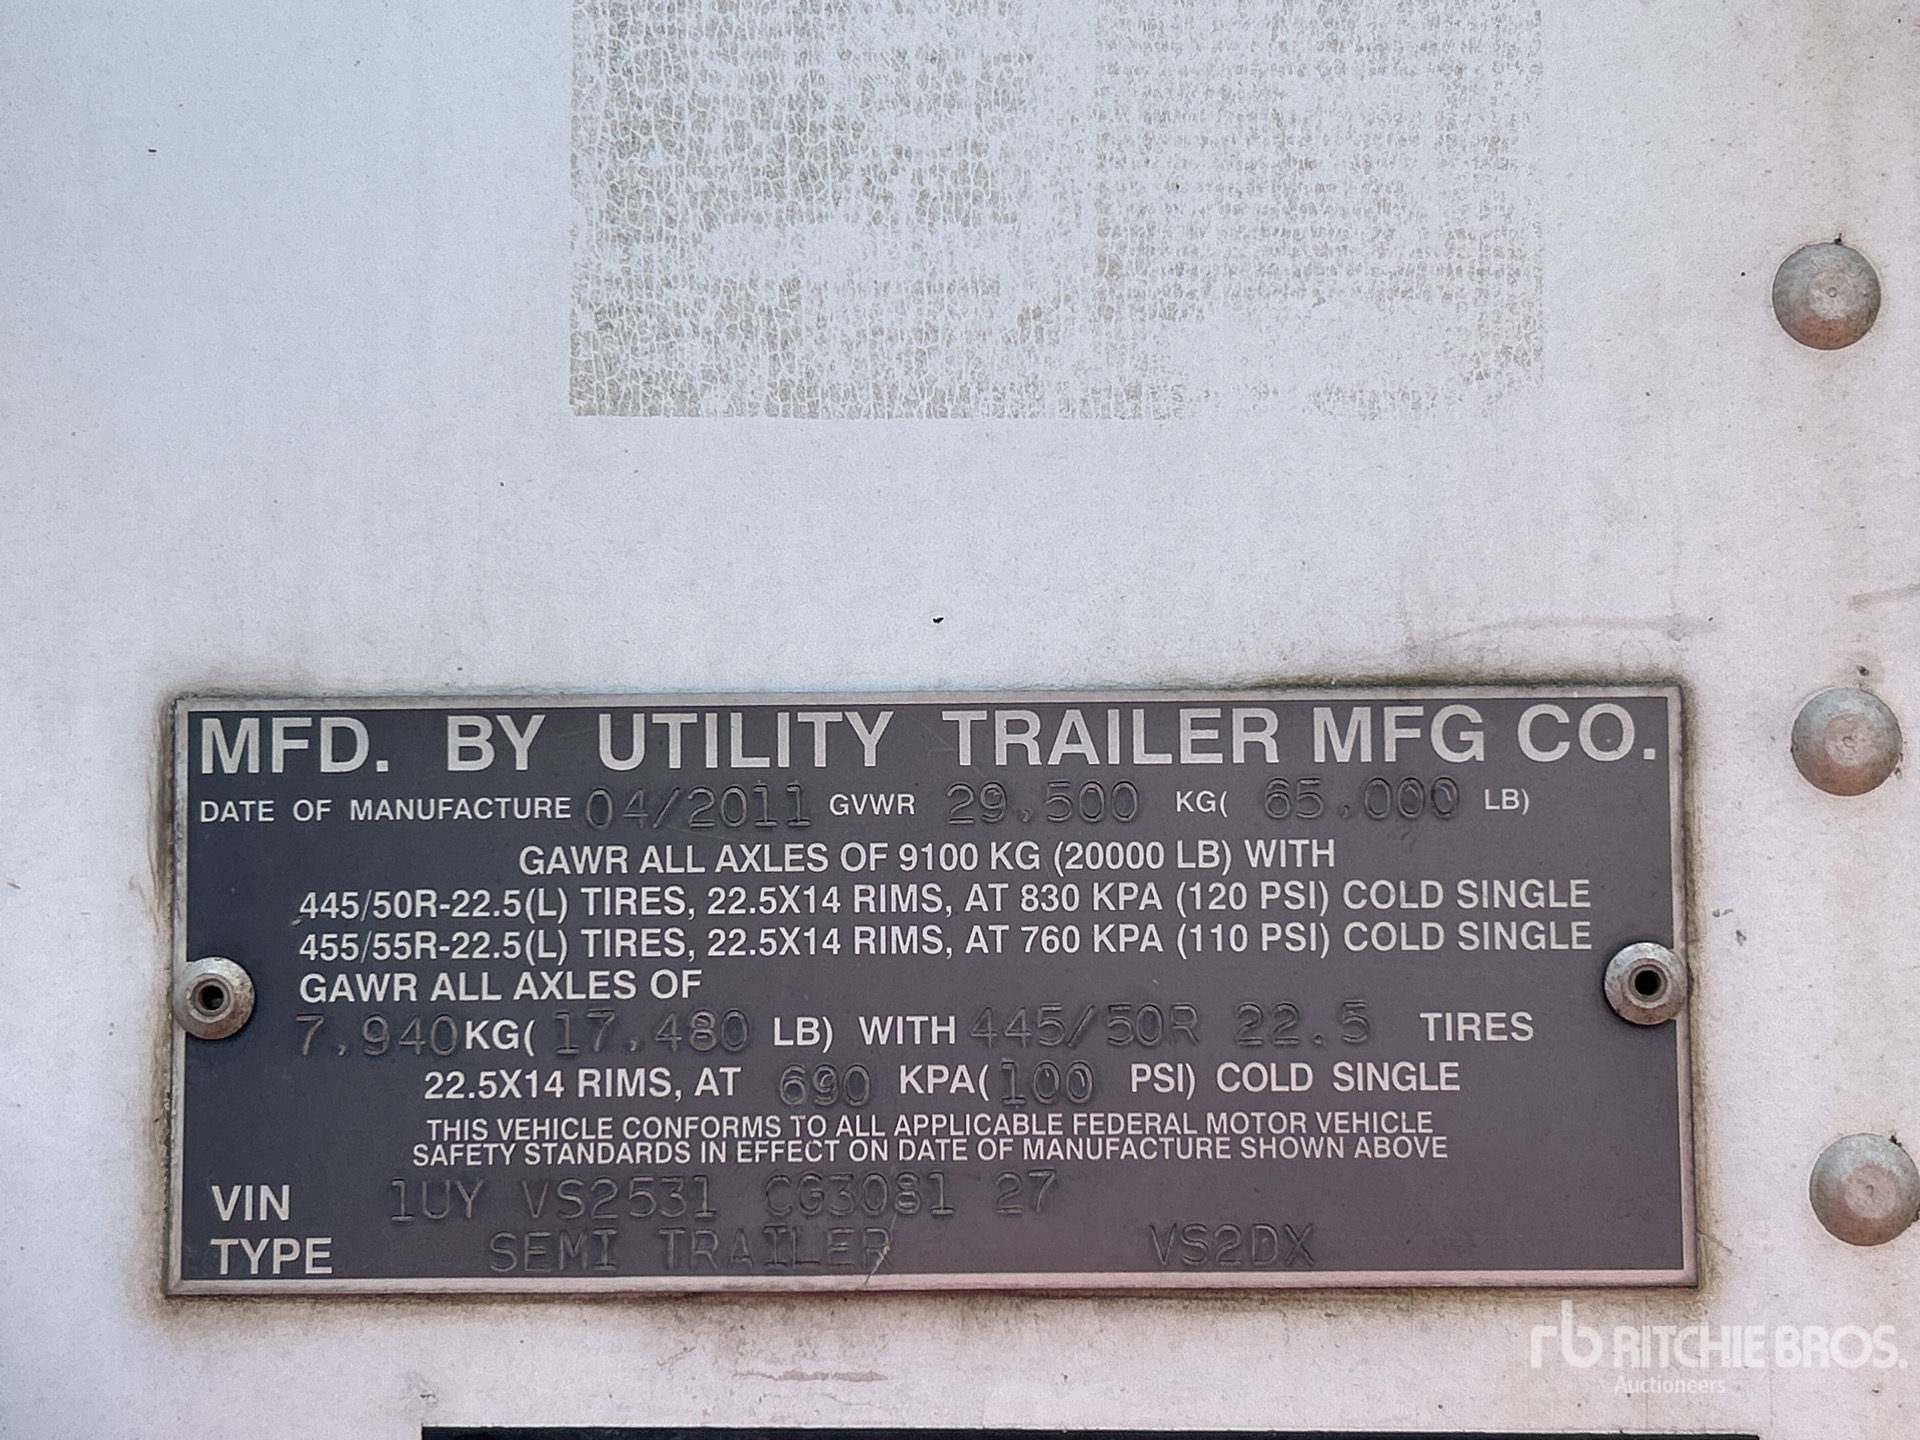 MFD. BY UTILITY TRAILER MFG CO.
DATE OF MANUFACTURE 04/2011 GVWR 29,500 KG( 65,000 LB)
GAWR ALL AXLES OF 9100 KG (20000 LB) WITH
445/50R-22.5(L) TIRES, 22.5X14 RIMS, AT 830 KPA (120 PSI) COLD SINGLE
455/55R-22.5(L) TIRES, 22.5X14 RIMS, AT 760 KPA (110 PSI) COLD SINGLE
GAWR ALL AXLES OF
7,940 KG( 17,480 LB) WITH 445/50R 22.5 TIRES
22.5X14 RIMS, AT 690 KPA( 100 PSI) COLD SINGLE
THIS VEHICLE CONFORMS TO ALL APPLICABLE FEDERAL MOTOR VEHICLE
SAFETY STANDARDS IN EFFECT ON DATE OF MANUFACTURE SHOWN ABOVE
VIN 1UY VS2531 CG3081 27
TYPE SEMI TRAILER VS2DX
rb RITCHIE BROS.
Auctioneers